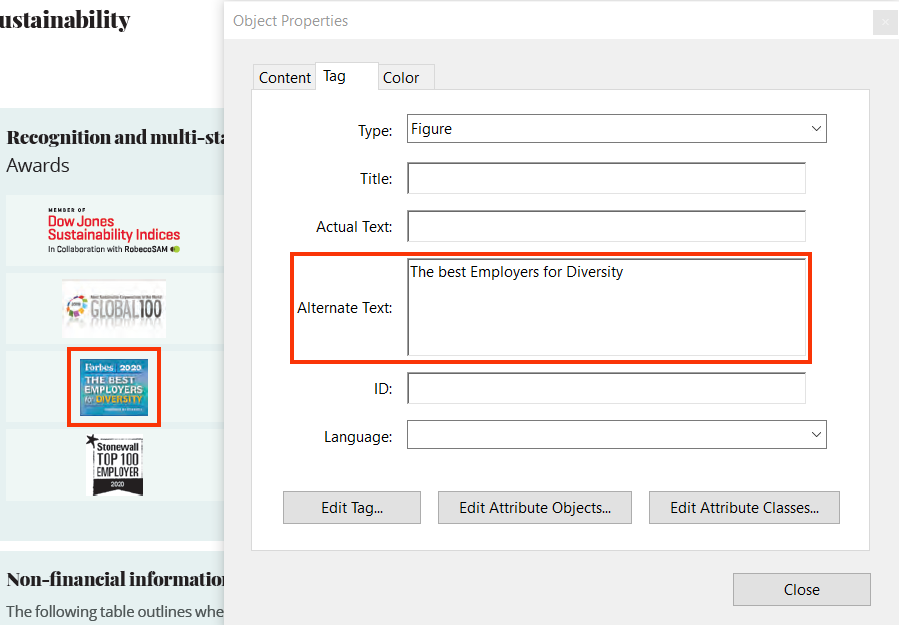 ustainability
Recognition and multi-sta
Awards
MEMBER OF
Dow Jones
Sustainability Indices
In Collaboration with RobecoSAM
GLOBAL100
Forbes 2020
THE BEST
EMPLOYERS
for DIVERSITY
Stonewall
TOP 100
EMPLOYER
2020
Non-financial information
The following table outlines whe
Object Properties
Content
Tag
Color
Type:
Figure
Title:
Actual Text:
Alternate Text:
The best Employers for Diversity
ID:
Language:
Edit Tag...
Edit Attribute Objects...
Edit Attribute Classes...
Close